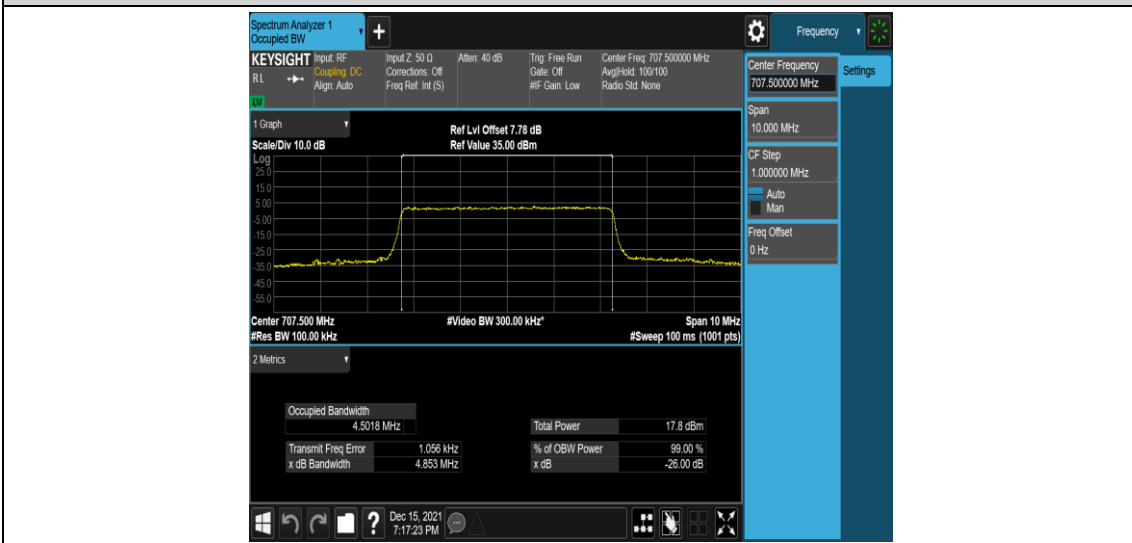 Spectrum Analyzer 1
Occupied BW
+
Frequency
KEYSIGHT
RL
LXI
Input: RF
Coupling: DC
Align: Auto
Input Z: 50 Ω
Corrections: Off
Freq Ref: Int (S)
Atten: 40 dB
Trig: Free Run
Gate: Off
#IF Gain: Low
Center Freq: 707.500000 MHz
Avg|Hold: 100/100
Radio Std: None
Center Frequency
707.500000 MHz
Settings
Span
10.000 MHz
CF Step
1.000000 MHz
Auto
Man
Freq Offset
0 Hz
1 Graph
Scale/Div 10.0 dB
Ref Lvl Offset 7.78 dB
Ref Value 35.00 dBm
Log
25.0
15.0
5.00
-5.00
-15.0
-25.0
-35.0
-45.0
-55.0
Center 707.500 MHz
#Video BW 300.00 kHz*
Span 10 MHz
#Res BW 100.00 kHz
#Sweep 100 ms (1001 pts)
2 Metrics
Occupied Bandwidth
4.5018 MHz
Total Power 17.8 dBm
Transmit Freq Error 1.056 kHz
% of OBW Power 99.00 %
x dB Bandwidth 4.853 MHz
x dB -26.00 dB
?
Dec 15, 2021
7:17:23 PM